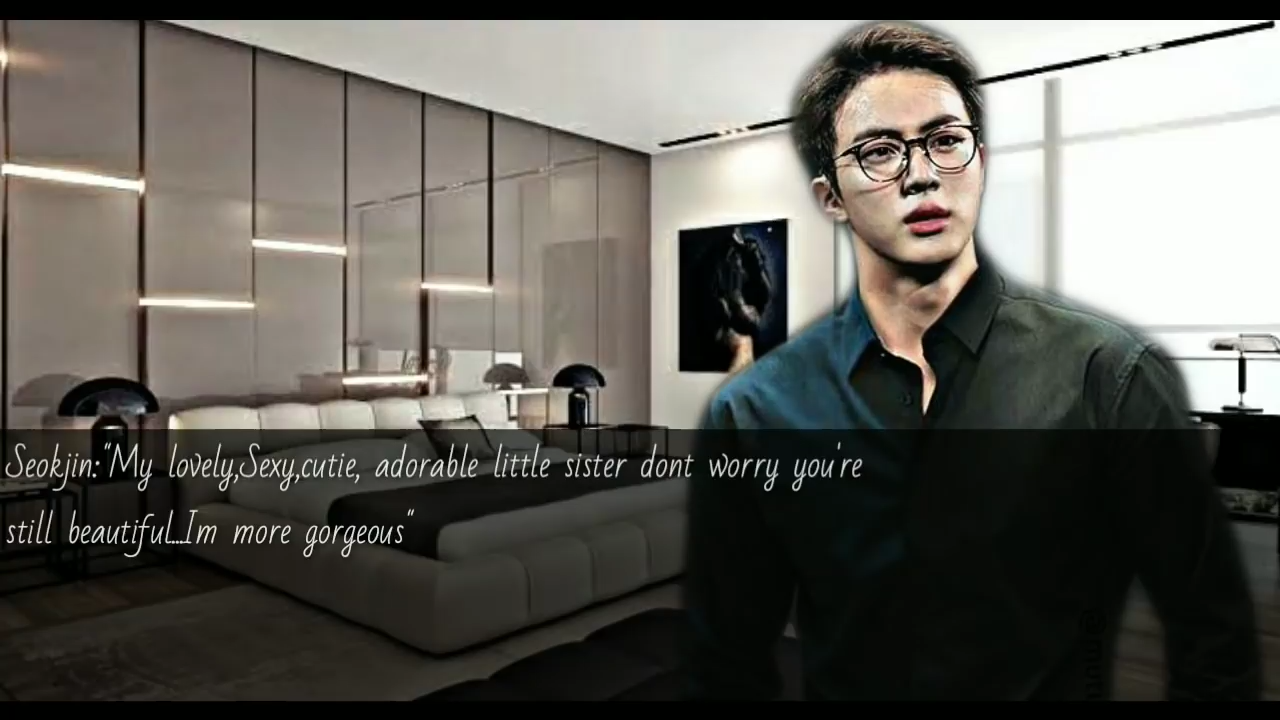 Seokjin:"My lovely,Sexy,cutie, adorable little sister dont worry you're
still beautiful...Im more gorgeous"